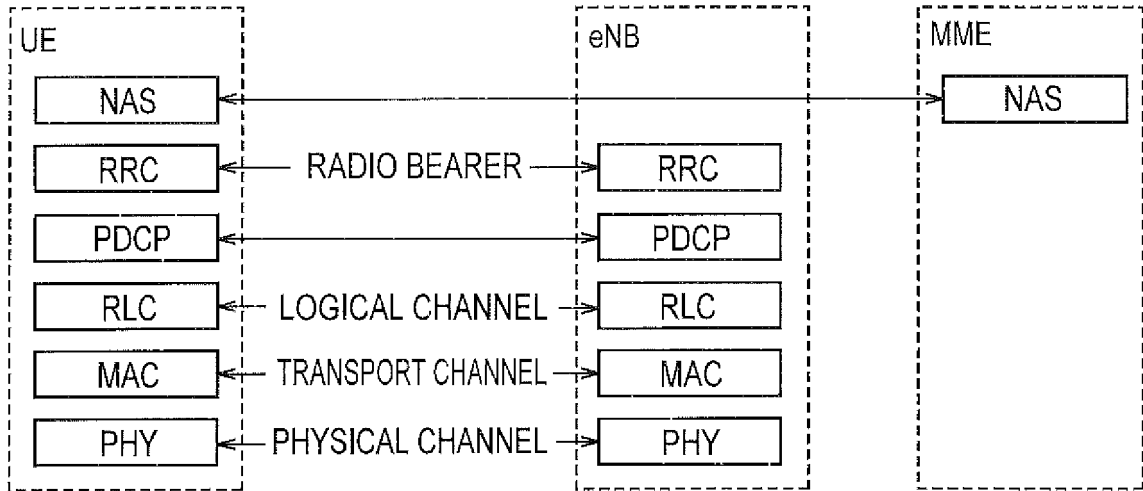 UE eNB MME
NAS NAS
RRC RADIO BEARER RRC
PDCP PDCP
RLC LOGICAL CHANNEL RLC
MAC TRANSPORT CHANNEL MAC
PHY PHYSICAL CHANNEL PHY